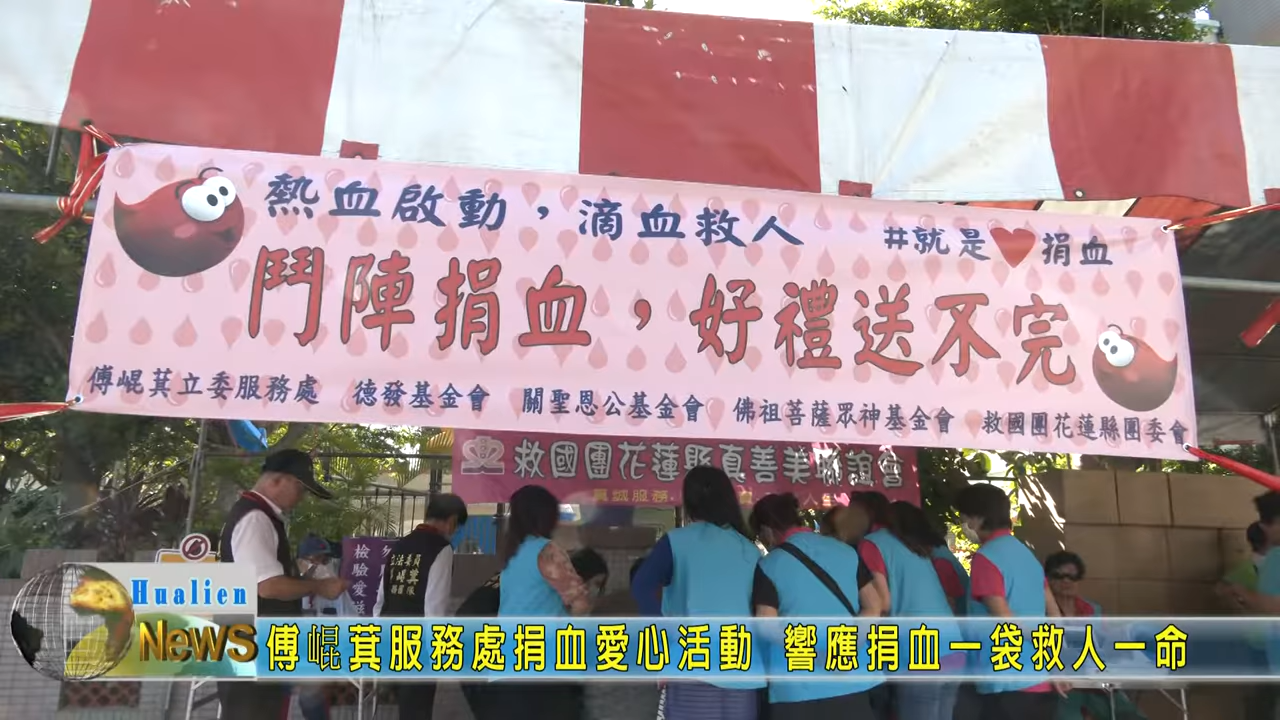 熱血啟動，滴血救人 #就是❤捐血
鬥陣捐血，好禮送不完
傅崐萁立委服務處 德發基金會 關聖恩公基金會 佛祖菩薩眾神基金會 救國團花蓮縣團委會
救國團花蓮縣真善美聯誼會
檢驗愛滋
Hualien
News
傅崐萁服務處捐血愛心活動 響應捐血一袋救人一命